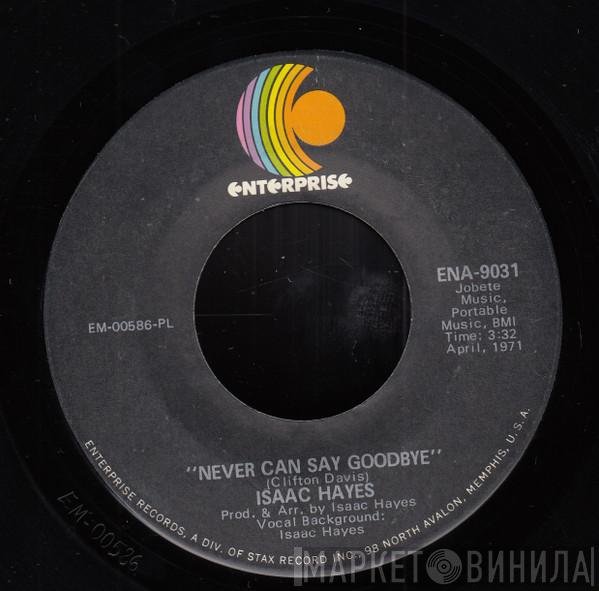 ENTERPRISE
ENA-9031
Jobete
Music,
Portable
Music, BMI
Time: 3:32
April, 1971
EM-00586-PL
"NEVER CAN SAY GOODBYE"
(Clifton Davis)
ISAAC HAYES
Prod. & Arr. by Isaac Hayes
Vocal Background:
Isaac Hayes
ENTERPRISE RECORDS, A DIV. OF STAX RECORD INC., 98 NORTH AVALON, MEMPHIS, U.S.A.
EM-00586
МАРКЕТ ВИНИЛА